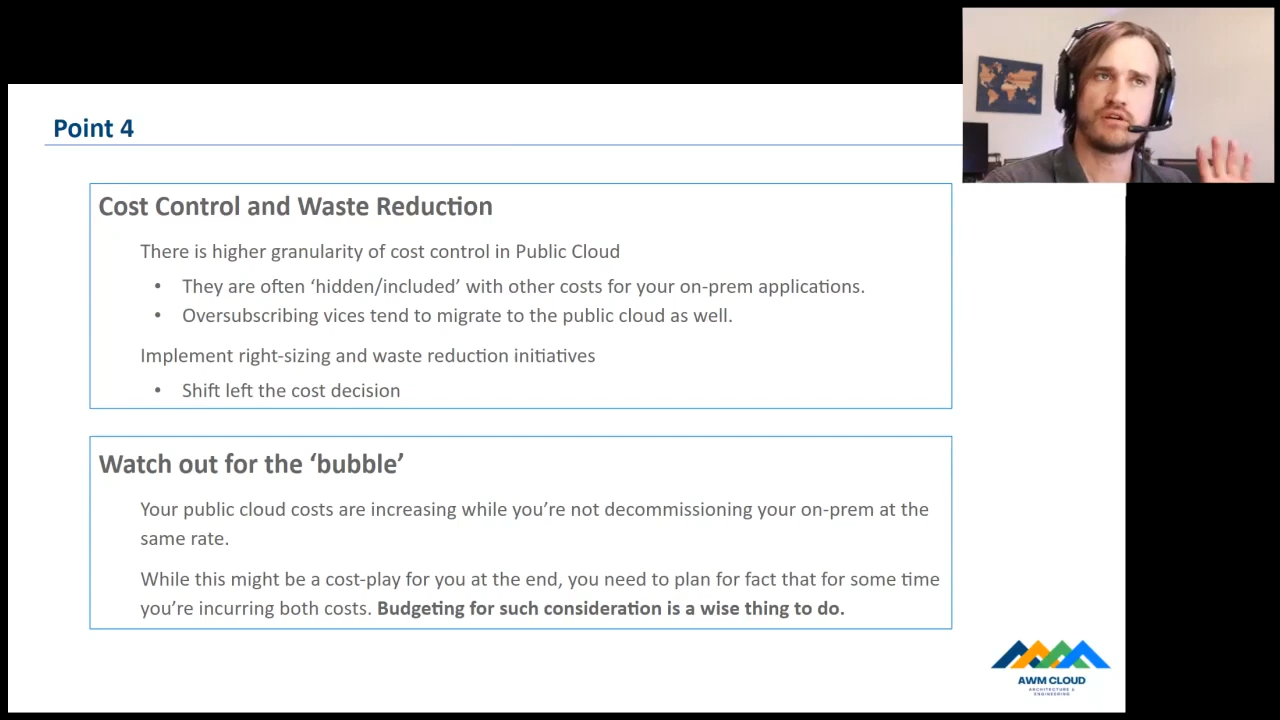 Point 4
Cost Control and Waste Reduction
There is higher granularity of cost control in Public Cloud
• They are often ‘hidden/included’ with other costs for your on-prem applications.
• Oversubscribing vices tend to migrate to the public cloud as well.
Implement right-sizing and waste reduction initiatives
• Shift left the cost decision
Watch out for the ‘bubble’
Your public cloud costs are increasing while you’re not decommissioning your on-prem at the
same rate.
While this might be a cost-play for you at the end, you need to plan for fact that for some time
you’re incurring both costs. Budgeting for such consideration is a wise thing to do.
AWM CLOUD
ARCHITECTURE &
ENGINEERING